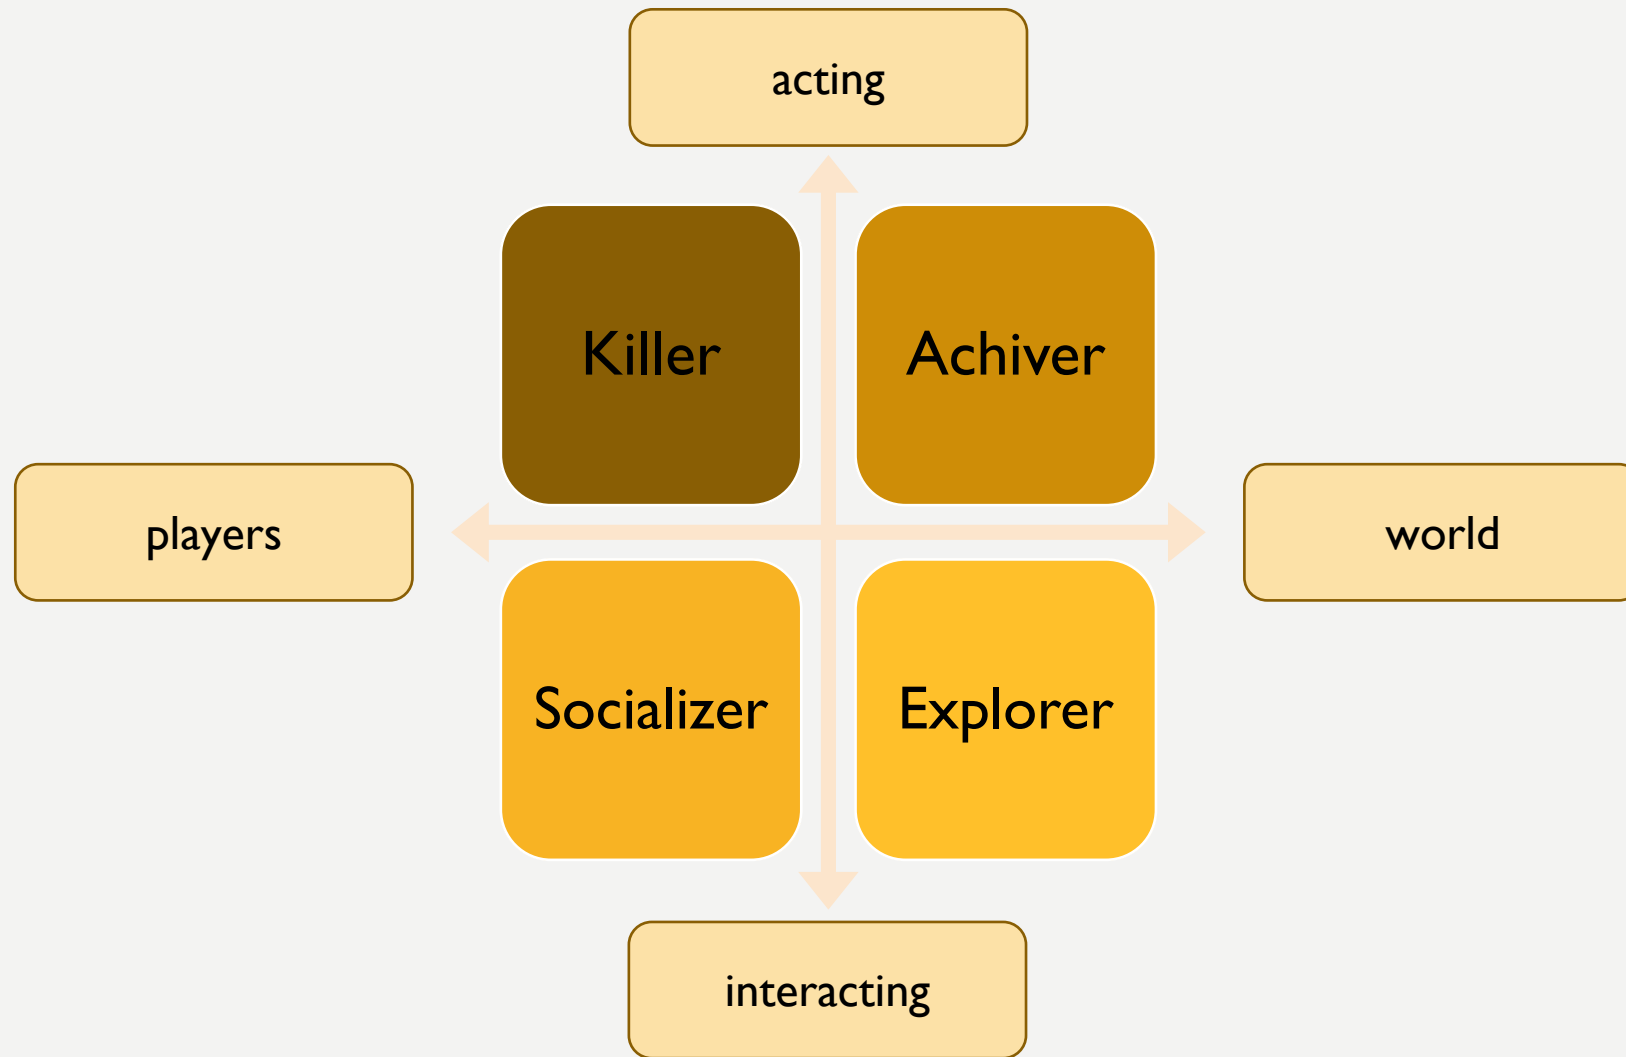 acting
Killer
Achiver
players
world
Socializer
Explorer
interacting